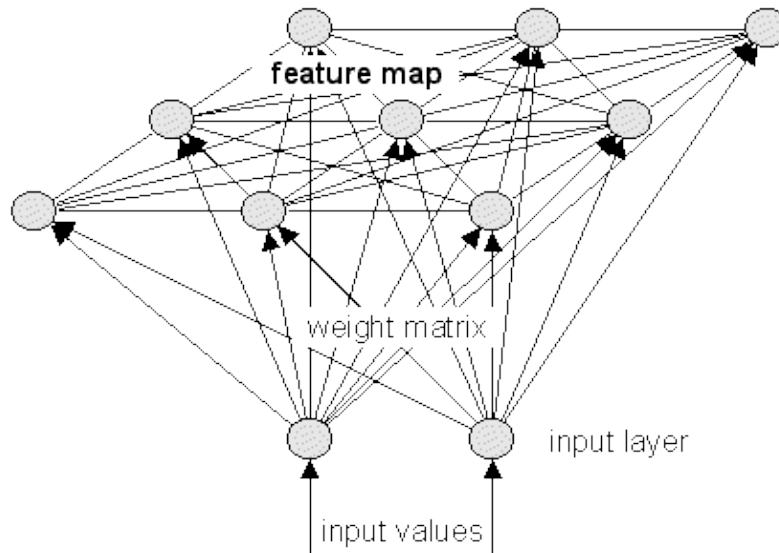 feature map
weight matrix
input layer
input values